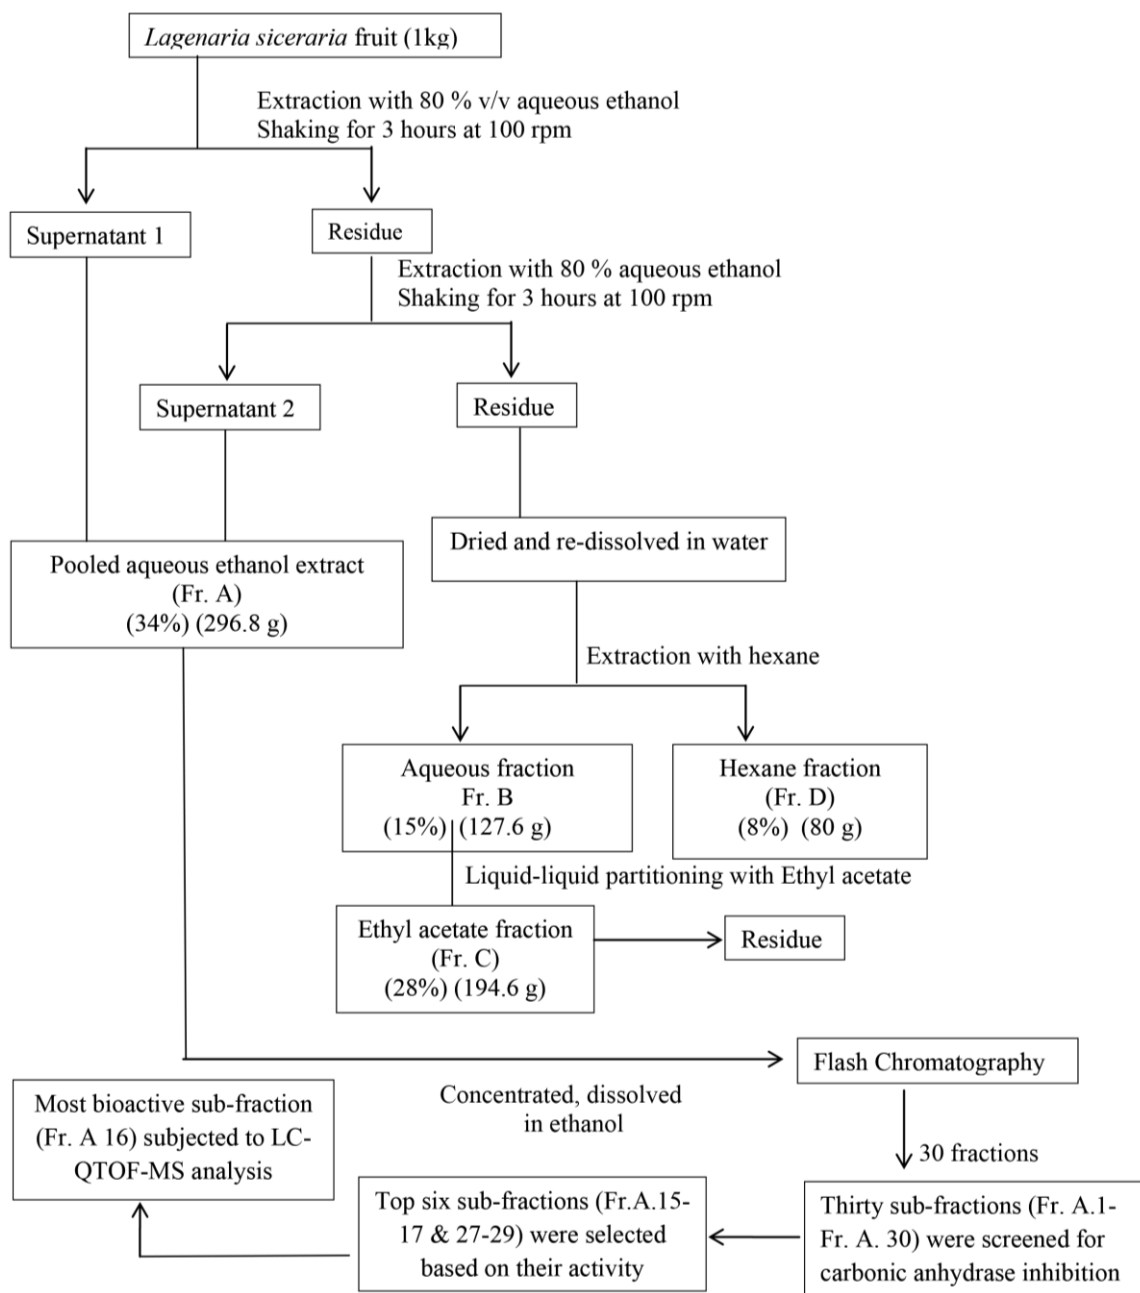 Lagenaria siceraria fruit (1kg)
Extraction with 80 % v/v aqueous ethanol
Shaking for 3 hours at 100 rpm
Supernatant 1
Residue
Extraction with 80 % aqueous ethanol
Shaking for 3 hours at 100 rpm
Supernatant 2
Residue
Pooled aqueous ethanol extract
(Fr. A)
(34%) (296.8 g)
Dried and re-dissolved in water
Extraction with hexane
Aqueous fraction
Fr. B
(15%) (127.6 g)
Hexane fraction
(Fr. D)
(8%) (80 g)
Liquid-liquid partitioning with Ethyl acetate
Ethyl acetate fraction
(Fr. C)
(28%) (194.6 g)
Residue
Flash Chromatography
Concentrated, dissolved
in ethanol
30 fractions
Thirty sub-fractions (Fr. A.1-
Fr. A. 30) were screened for
carbonic anhydrase inhibition
Top six sub-fractions (Fr.A.15-
17 & 27-29) were selected
based on their activity
Most bioactive sub-fraction
(Fr. A 16) subjected to LC-
QTOF-MS analysis